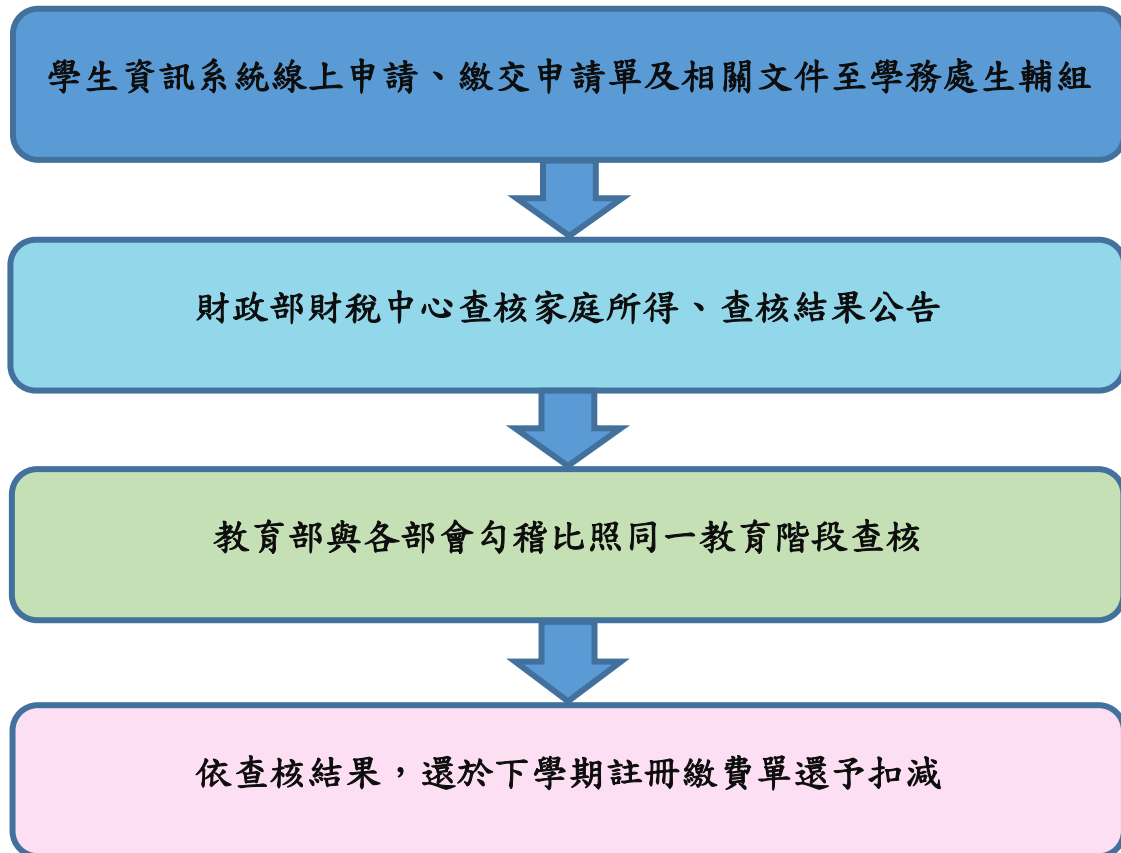 學生資訊系統線上申請、繳交申請單及相關文件至學務處生輔組
財政部財稅中心查核家庭所得、查核結果公告
教育部與各部會勾稽比照同一教育階段查核
依查核結果，還於下學期註冊繳費單還予扣減